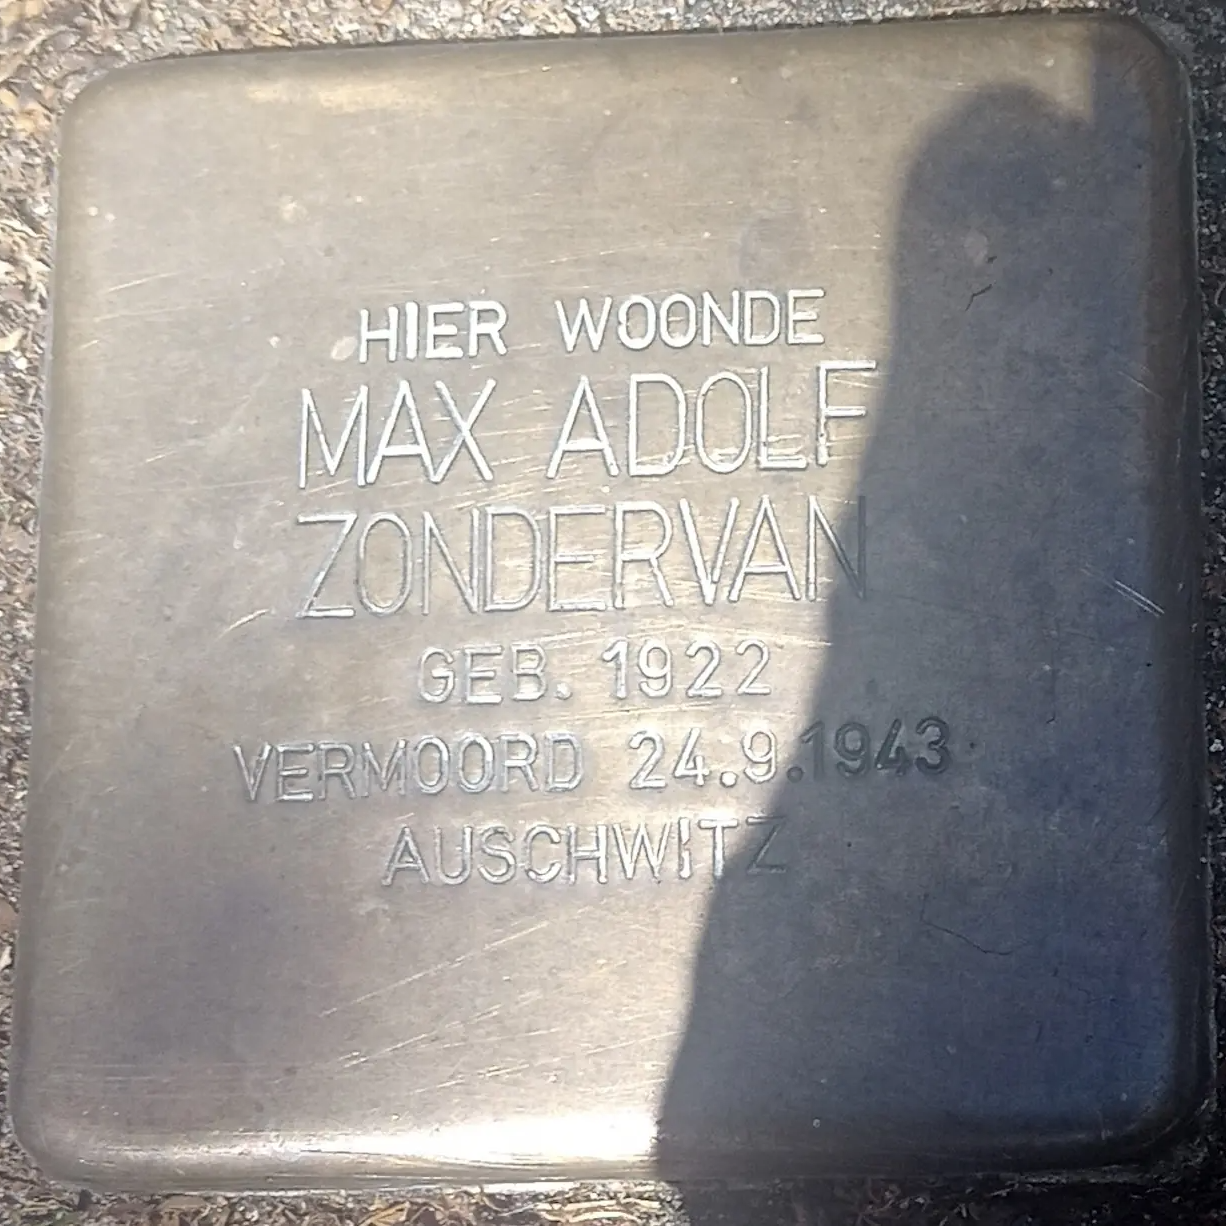 HIER WOONDE
MAX ADOLF
ZONDERVAN
GEB. 1922
VERMOORD 24.9.1943
AUSCHWITZ